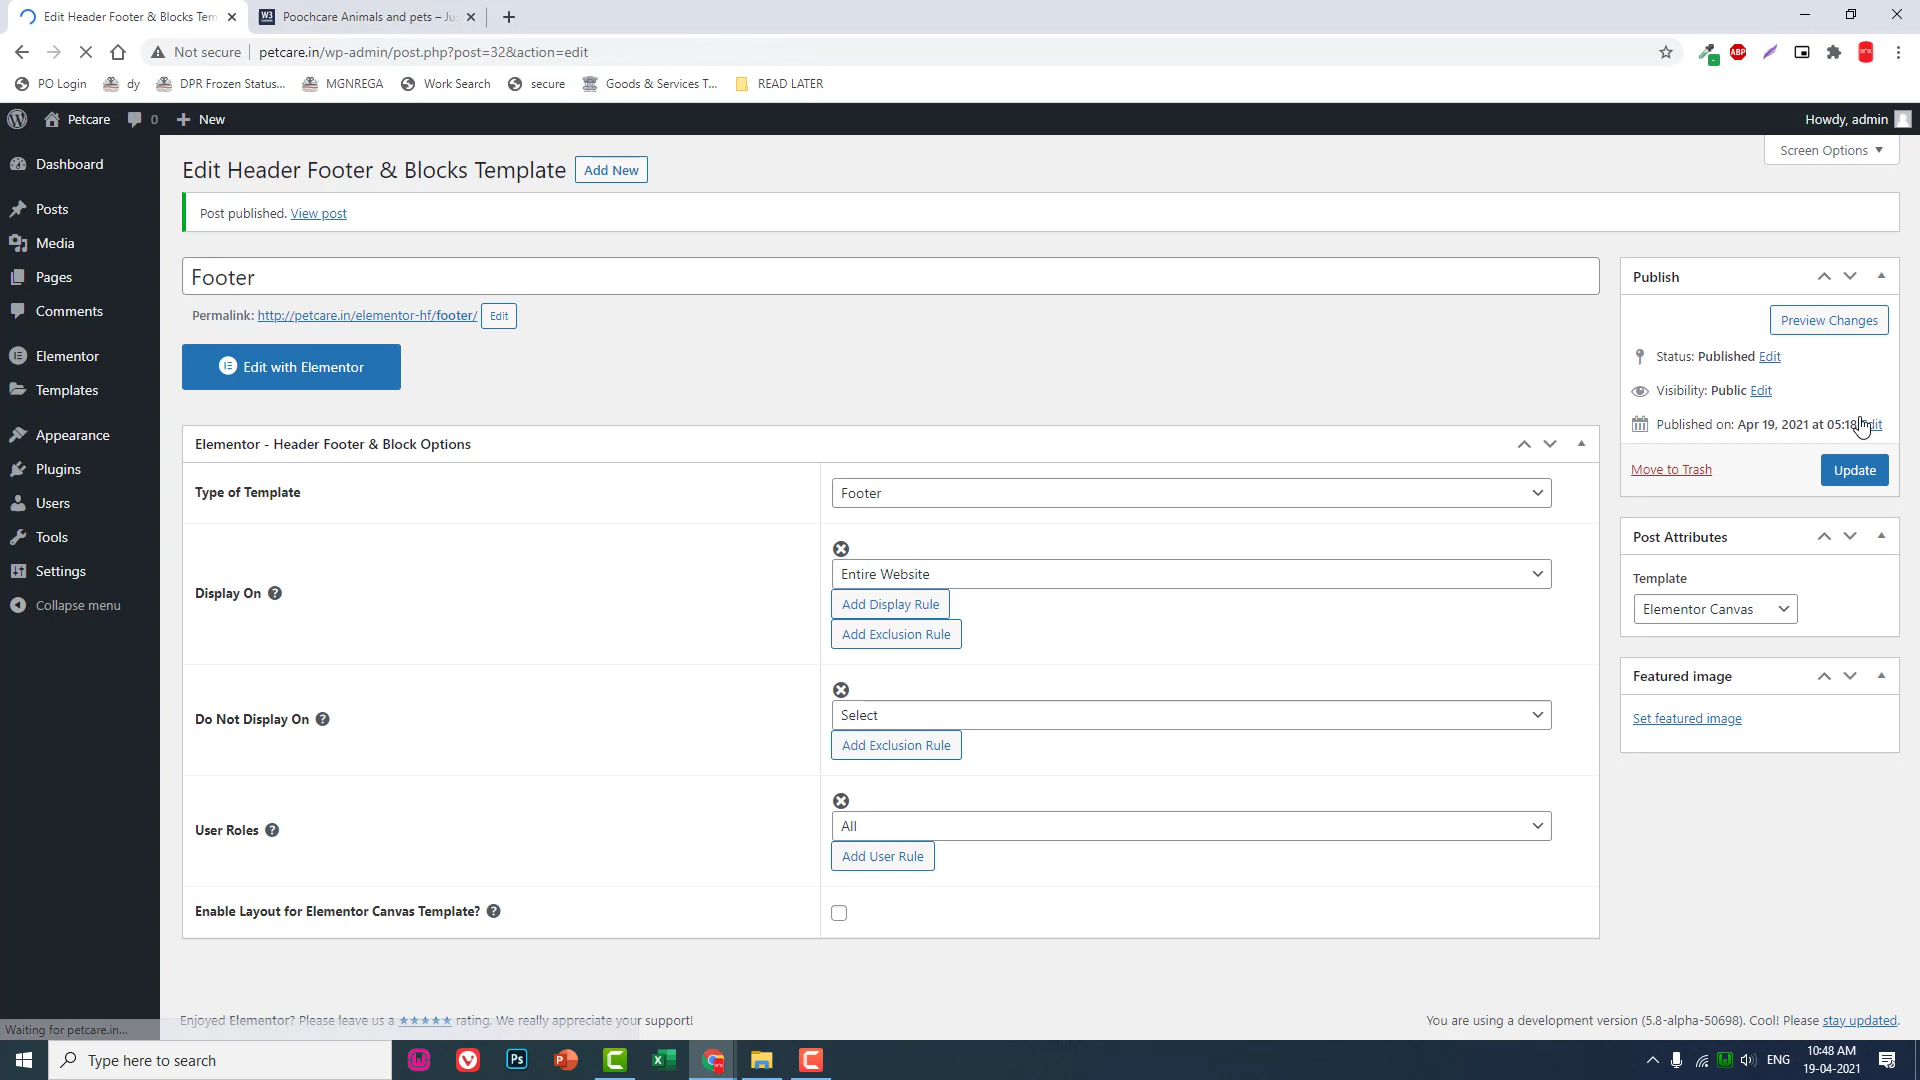 Edit Header Footer & Blocks Tem
Poochcare Animals and pets – Ju
Not secure
petcare.in/wp-admin/post.php?post=32&action=edit
ABP
PO Login
dy
DPR Frozen Status...
MGNREGA
Work Search
secure
Goods & Services T...
READ LATER
Petcare
0
New
Howdy, admin
Screen Options
Dashboard
Posts
Media
Pages
Comments
Elementor
Templates
Appearance
Plugins
Users
Tools
Settings
Collapse menu
Edit Header Footer & Blocks Template
Add New
Post published. View post
Footer
Permalink: http://petcare.in/elementor-hf/footer/
Edit
Edit with Elementor
Elementor - Header Footer & Block Options
Type of Template
Footer
Display On
Entire Website
Add Display Rule
Add Exclusion Rule
Do Not Display On
Select
Add Exclusion Rule
User Roles
All
Add User Rule
Enable Layout for Elementor Canvas Template?
Publish
Preview Changes
Status: Published Edit
Visibility: Public Edit
Published on: Apr 19, 2021 at 05:18
Move to Trash
Update
Post Attributes
Template
Elementor Canvas
Featured image
Set featured image
Enjoyed Elementor? Please leave us a ★★★★★ rating. We really appreciate your support!
You are using a development version (5.8-alpha-50698). Cool! Please stay updated.
Waiting for petcare.in...
Type here to search
Ps
ENG
10:48 AM
19-04-2021